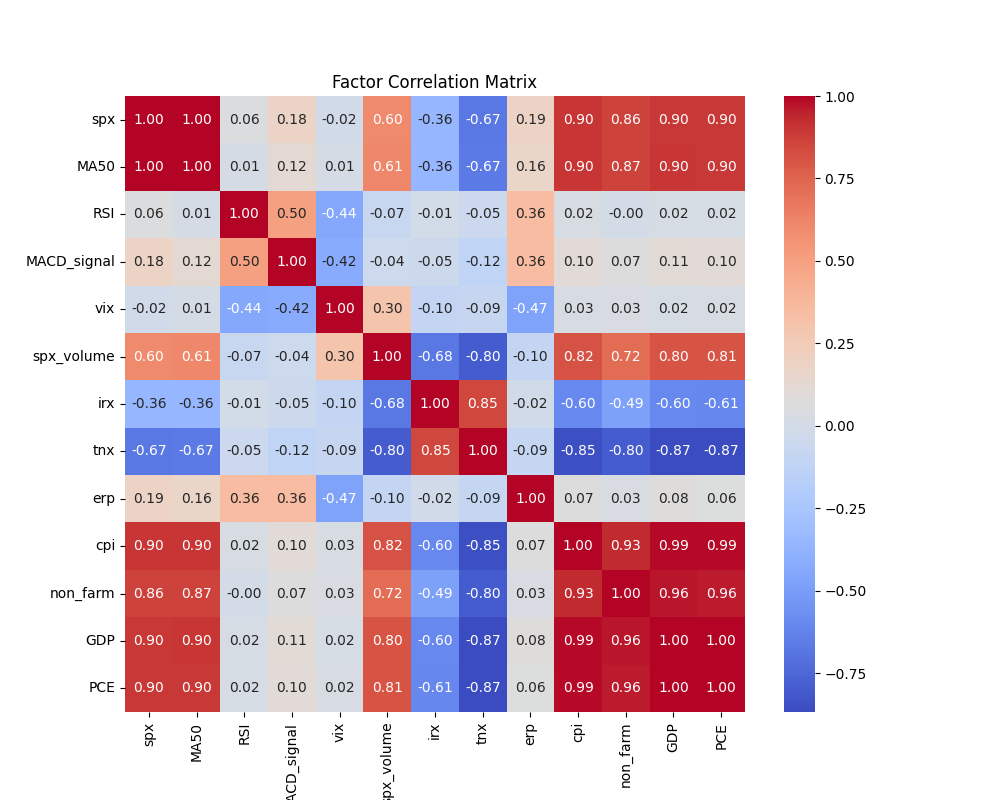 Factor Correlation Matrix
spx 1.00 1.00 0.06 0.18 -0.02 0.60 -0.36 -0.67 0.19 0.90 0.86 0.90 0.90
MA50 1.00 1.00 0.01 0.12 0.01 0.61 -0.36 -0.67 0.16 0.90 0.87 0.90 0.90
RSI 0.06 0.01 1.00 0.50 -0.44 -0.07 -0.01 -0.05 0.36 0.02 -0.00 0.02 0.02
MACD_signal 0.18 0.12 0.50 1.00 -0.42 -0.04 -0.05 -0.12 0.36 0.10 0.07 0.11 0.10
vix -0.02 0.01 -0.44 -0.42 1.00 0.30 -0.10 -0.09 -0.47 0.03 0.03 0.02 0.02
spx_volume 0.60 0.61 -0.07 -0.04 0.30 1.00 -0.68 -0.80 -0.10 0.82 0.72 0.80 0.81
irx -0.36 -0.36 -0.01 -0.05 -0.10 -0.68 1.00 0.85 -0.02 -0.60 -0.49 -0.60 -0.61
tnx -0.67 -0.67 -0.05 -0.12 -0.09 -0.80 0.85 1.00 -0.09 -0.85 -0.80 -0.87 -0.87
erp 0.19 0.16 0.36 0.36 -0.47 -0.10 -0.02 -0.09 1.00 0.07 0.03 0.08 0.06
cpi 0.90 0.90 0.02 0.10 0.03 0.82 -0.60 -0.85 0.07 1.00 0.93 0.99 0.99
non_farm 0.86 0.87 -0.00 0.07 0.03 0.72 -0.49 -0.80 0.03 0.93 1.00 0.96 0.96
GDP 0.90 0.90 0.02 0.11 0.02 0.80 -0.60 -0.87 0.08 0.99 0.96 1.00 1.00
PCE 0.90 0.90 0.02 0.10 0.02 0.81 -0.61 -0.87 0.06 0.99 0.96 1.00 1.00
spx MA50 RSI ACD_signal vix px_volume irx tnx erp cpi non_farm GDP PCE
1.00
0.75
0.50
0.25
0.00
−0.25
−0.50
−0.75